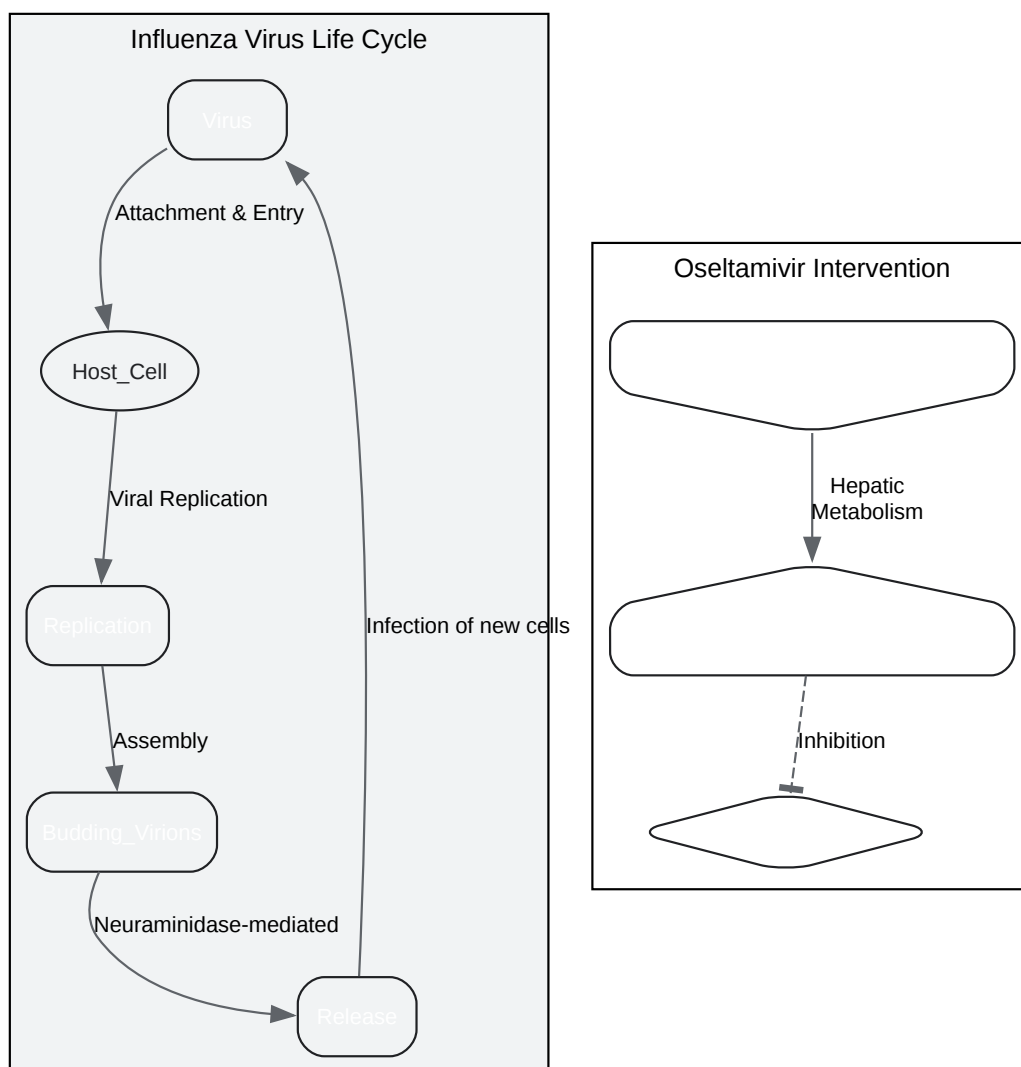 Influenza Virus Life Cycle
Virus
Attachment & Entry
Host_Cell
Viral Replication
Replication
Infection of new cells
Assembly
Budding_Virions
Neuraminidase-mediated
Release
Oseltamivir Intervention
Hepatic
Metabolism
Inhibition